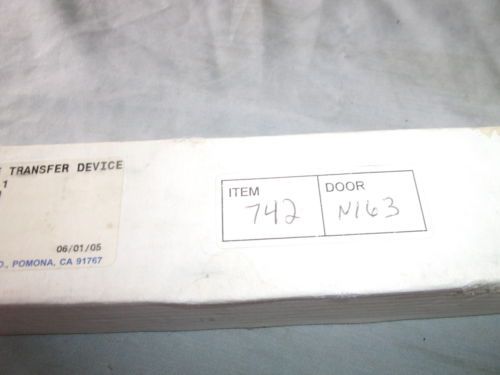 TRANSFER DEVICE
1
06/01/05
POMONA, CA 91767
ITEM DOOR
742 N163